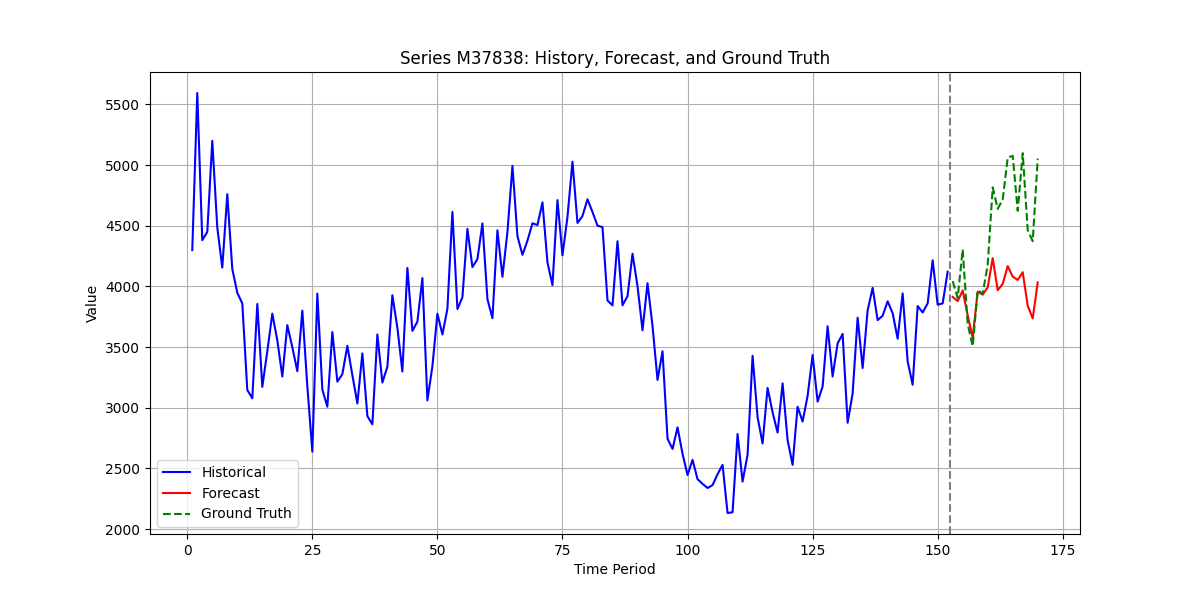 Series M37838: History, Forecast, and Ground Truth
Value
5500
5000
4500
4000
3500
3000
2500
2000
Historical
Forecast
Ground Truth
0 25 50 75 100 125 150 175
Time Period